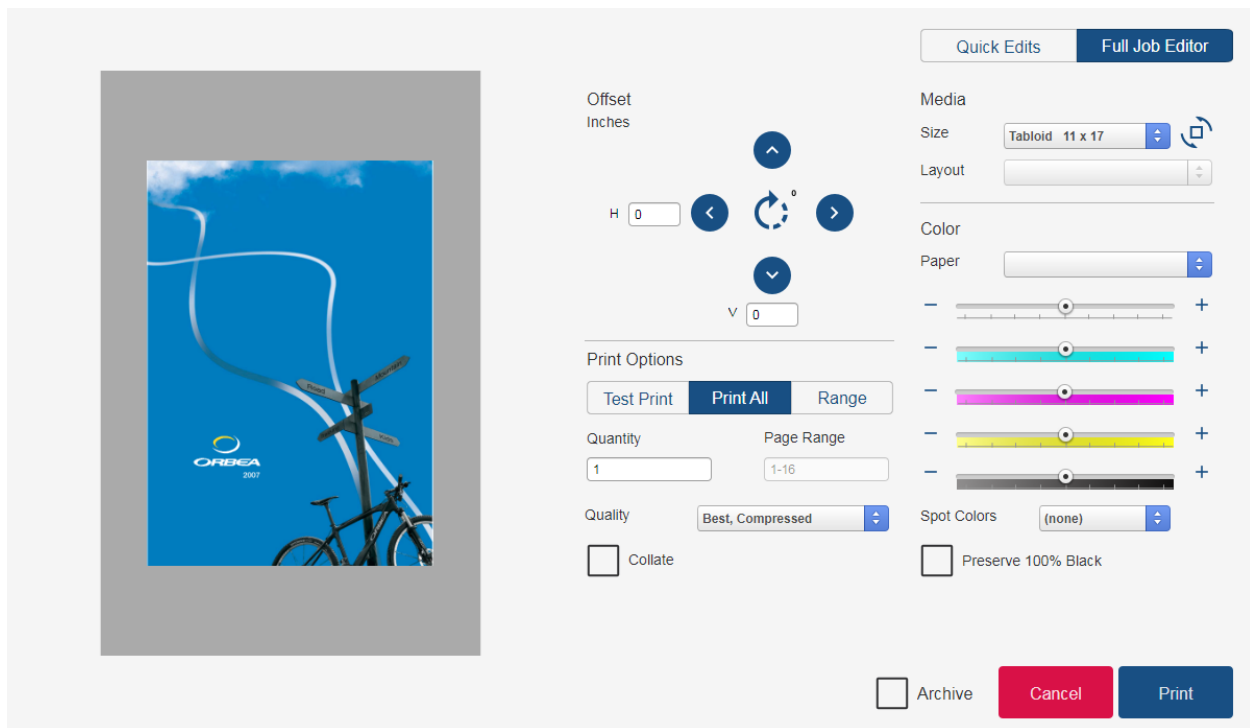 Quick Edits
Full Job Editor
Offset
Inches
H 0
V 0
Media
Size Tabloid 11 x 17
Layout
Color
Paper
Print Options
Test Print
Print All
Range
Quantity
Page Range
1
1-16
Quality Best, Compressed
Collate
Spot Colors (none)
Preserve 100% Black
Archive
Cancel
Print
Road
Mountain
ORBEA
2007